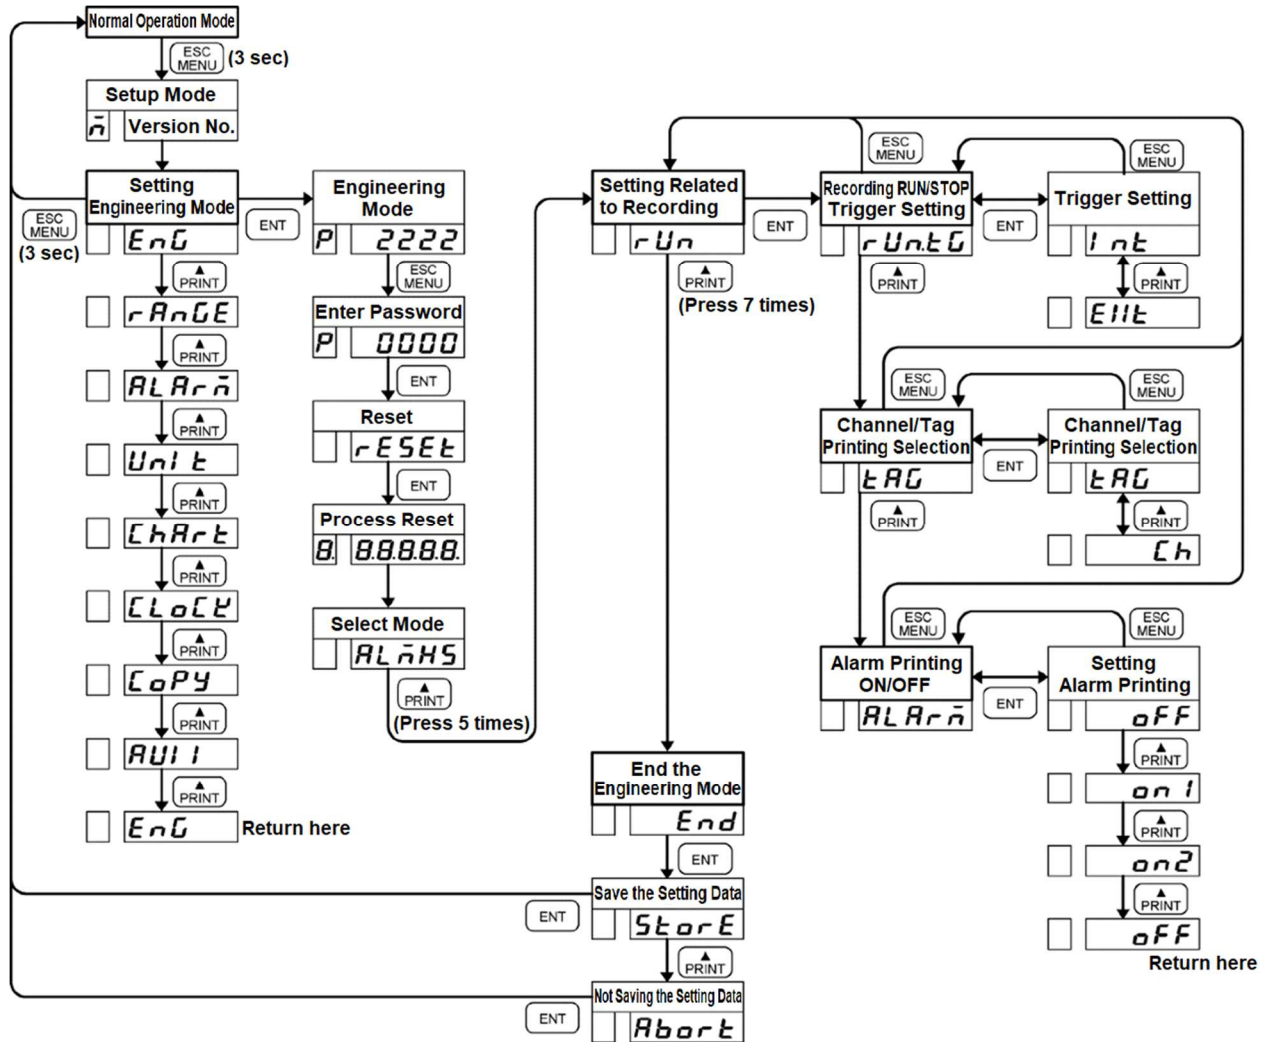 Normal Operation Mode
ESC
MENU
(3 sec)
Setup Mode
Version No.
Setting
Engineering Mode
EnG
ESC
MENU
(3 sec)
PRINT
rAnGE
PRINT
ALArm
PRINT
UnIt
PRINT
ChArt
PRINT
CLoCK
PRINT
CoPY
PRINT
AUI1
PRINT
EnG
Return here
ENT
Engineering
Mode
P 2222
ESC
MENU
Enter Password
P 0000
ENT
Reset
rESEt
ENT
Process Reset
8. 8.8.8.8.8.
Select Mode
ALmHS
PRINT
(Press 5 times)
Setting Related
to Recording
rUn
PRINT
(Press 7 times)
End the
Engineering Mode
End
ENT
Save the Setting Data
StorE
ENT
PRINT
Not Saving the Setting Data
Abort
ENT
ENT
ESC
MENU
Recording RUN/STOP
Trigger Setting
rUn.tG
PRINT
ENT
ESC
MENU
Trigger Setting
Int
PRINT
EIIt
ESC
MENU
Channel/Tag
Printing Selection
tAG
PRINT
ENT
ESC
MENU
Channel/Tag
Printing Selection
tAG
PRINT
Ch
ESC
MENU
Alarm Printing
ON/OFF
ALArm
ENT
ESC
MENU
Setting
Alarm Printing
oFF
PRINT
on1
PRINT
on2
PRINT
oFF
Return here